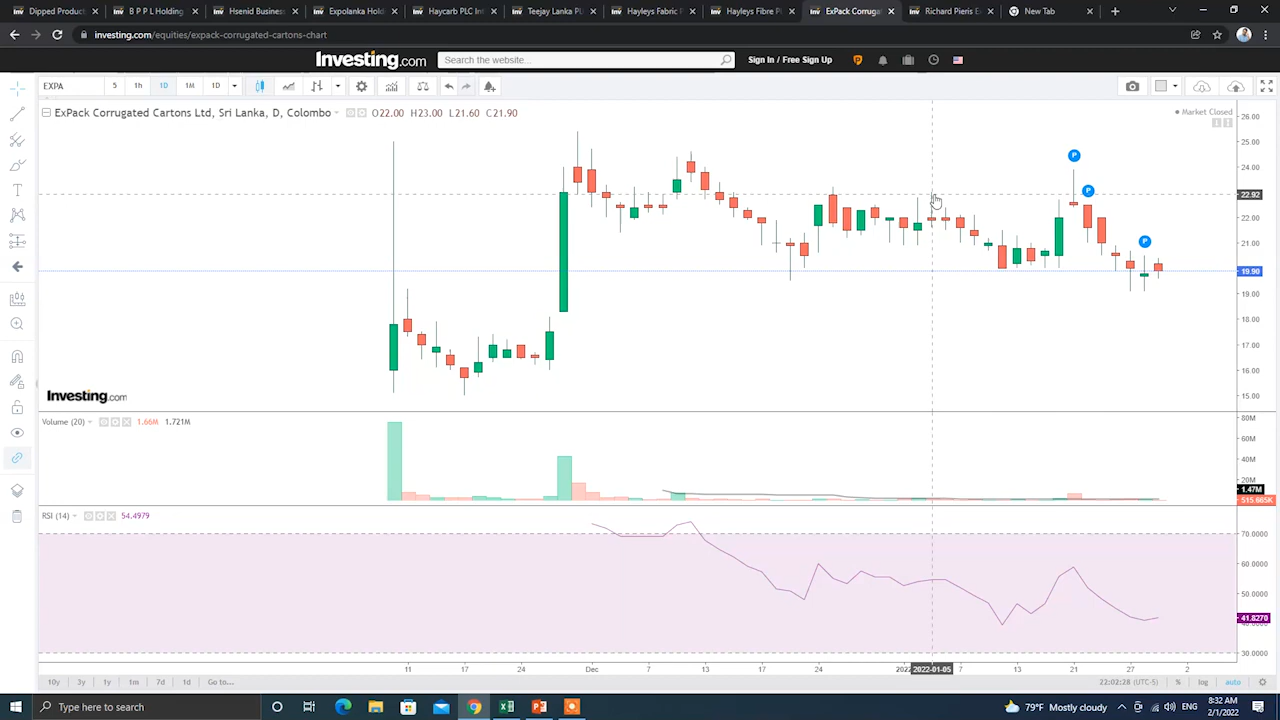 Diped Product
B P P L Holding
Hsenid Business
Expolanka Holdi
Haycarb PLC Int
Teejay Lanka PL
Hayleys Fabric P
Hayleys Fibre Pl
ExPack Corrugat
Richard Pieris E
New Tab
investing.com/equities/expack-corrugated-cartons-chart
Investing.com
Search the website...
Sign In / Free Sign Up
EXPA
5
1h
1D
1M
1D
ExPack Corrugated Cartons Ltd, Sri Lanka, D, Colombo
O22.00 H23.00 L21.60 C21.90
Market Closed
26.00
25.00
24.00
22.92
22.00
21.00
19.90
19.00
18.00
17.00
16.00
15.00
P
P
P
Investing.com
Volume (20)
1.66M 1.721M
80M
60M
40M
20M
1.47M
515.665K
RSI (14)
54.4979
70.0000
60.0000
50.0000
41.8270
30.0000
11
17
24
Dec
7
13
17
24
2022
2022-01-05
7
13
21
27
2
10y
3y
1y
1m
7d
1d
Go to...
22:02:28 (UTC-5)
%
log
auto
Type here to search
79°F Mostly cloudy
8:32 AM
2/1/2022